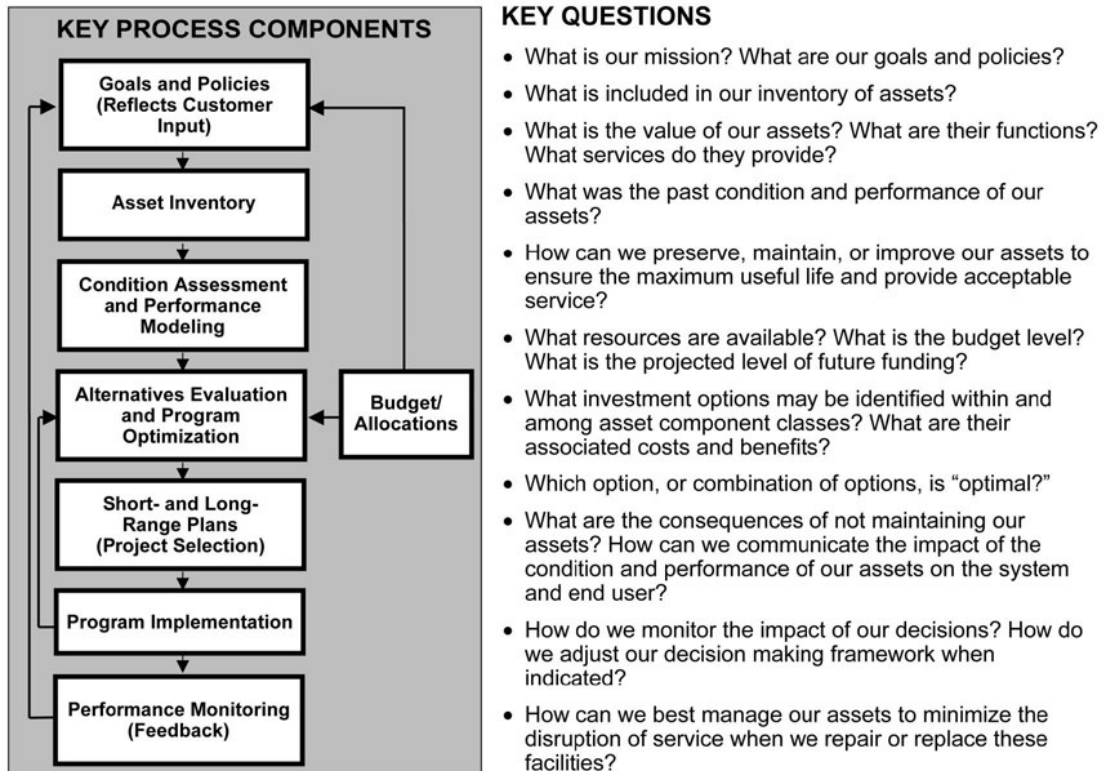 KEY PROCESS COMPONENTS
Goals and Policies
(Reflects Customer
Input)
Asset Inventory
Condition Assessment
and Performance
Modeling
Alternatives Evaluation
and Program
Optimization
Budget/
Allocations
Short- and Long-
Range Plans
(Project Selection)
Program Implementation
Performance Monitoring
(Feedback)
KEY QUESTIONS
• What is our mission? What are our goals and policies?
• What is included in our inventory of assets?
• What is the value of our assets? What are their functions?
What services do they provide?
• What was the past condition and performance of our
assets?
• How can we preserve, maintain, or improve our assets to
ensure the maximum useful life and provide acceptable
service?
• What resources are available? What is the budget level?
What is the projected level of future funding?
• What investment options may be identified within and
among asset component classes? What are their
associated costs and benefits?
• Which option, or combination of options, is “optimal?”
• What are the consequences of not maintaining our
assets? How can we communicate the impact of the
condition and performance of our assets on the system
and end user?
• How do we monitor the impact of our decisions? How do
we adjust our decision making framework when
indicated?
• How can we best manage our assets to minimize the
disruption of service when we repair or replace these
facilities?